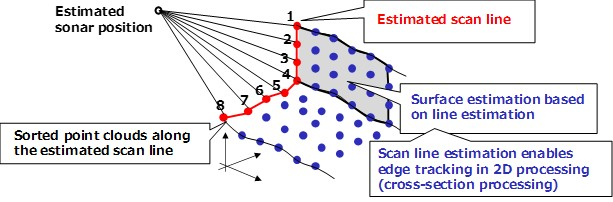 Estimated
sonar position
1
2
3
4
5
6
7
8
Estimated scan line
Surface estimation based
on line estimation
Sorted point clouds along
the estimated scan line
Scan line estimation enables
edge tracking in 2D processing
(cross-section processing)